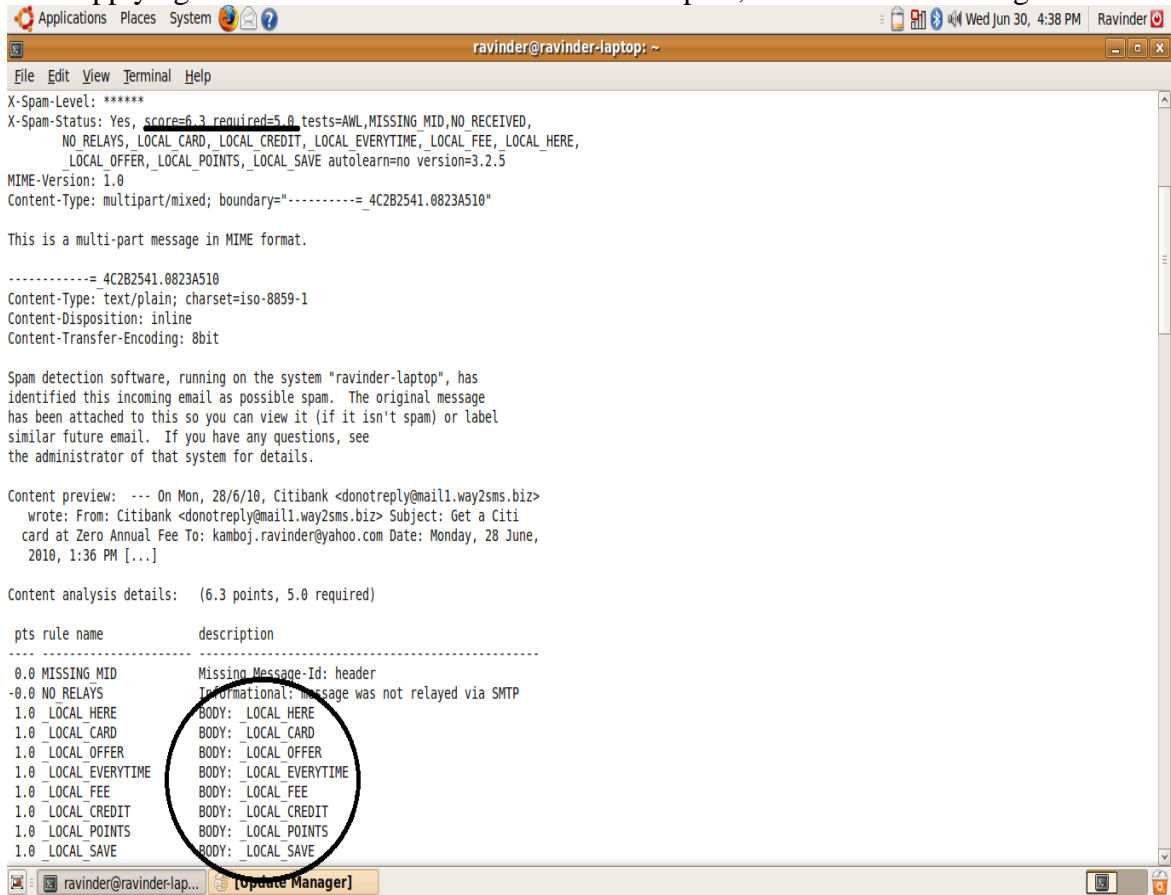 Applications Places System Wed Jun 30, 4:38 PM Ravinder
ravinder@ravinder-laptop: ~
File Edit View Terminal Help
X-Spam-Level: ******
X-Spam-Status: Yes, score=6.3 required=5.0 tests=AWL,MISSING_MID,NO_RECEIVED,
NO_RELAYS,_LOCAL_CARD,_LOCAL_CREDIT,_LOCAL_EVERYTIME,_LOCAL_FEE,_LOCAL_HERE,
_LOCAL_OFFER,_LOCAL_POINTS,_LOCAL_SAVE autolearn=no version=3.2.5
MIME-Version: 1.0
Content-Type: multipart/mixed; boundary="----------=_4C2B2541.0823A510"
This is a multi-part message in MIME format.
------------=_4C2B2541.0823A510
Content-Type: text/plain; charset=iso-8859-1
Content-Disposition: inline
Content-Transfer-Encoding: 8bit
Spam detection software, running on the system "ravinder-laptop", has
identified this incoming email as possible spam.  The original message
has been attached to this so you can view it (if it isn't spam) or label
similar future email.  If you have any questions, see
the administrator of that system for details.
Content preview:  --- On Mon, 28/6/10, Citibank <donotreply@mail1.way2sms.biz>
wrote: From: Citibank <donotreply@mail1.way2sms.biz> Subject: Get a Citi
card at Zero Annual Fee To: kamboj.ravinder@yahoo.com Date: Monday, 28 June,
2010, 1:36 PM [...]
Content analysis details:   (6.3 points, 5.0 required)
pts rule name              description
---- ---------------------- --------------------------------------------------
0.0 MISSING_MID            Missing Message-Id: header
-0.0 NO_RELAYS              Informational: message was not relayed via SMTP
1.0 _LOCAL_HERE            BODY: _LOCAL_HERE
1.0 _LOCAL_CARD            BODY: _LOCAL_CARD
1.0 _LOCAL_OFFER           BODY: _LOCAL_OFFER
1.0 _LOCAL_EVERYTIME       BODY: _LOCAL_EVERYTIME
1.0 _LOCAL_FEE             BODY: _LOCAL_FEE
1.0 _LOCAL_CREDIT          BODY: _LOCAL_CREDIT
1.0 _LOCAL_POINTS          BODY: _LOCAL_POINTS
1.0 _LOCAL_SAVE            BODY: _LOCAL_SAVE
ravinder@ravinder-lap... [Update Manager]